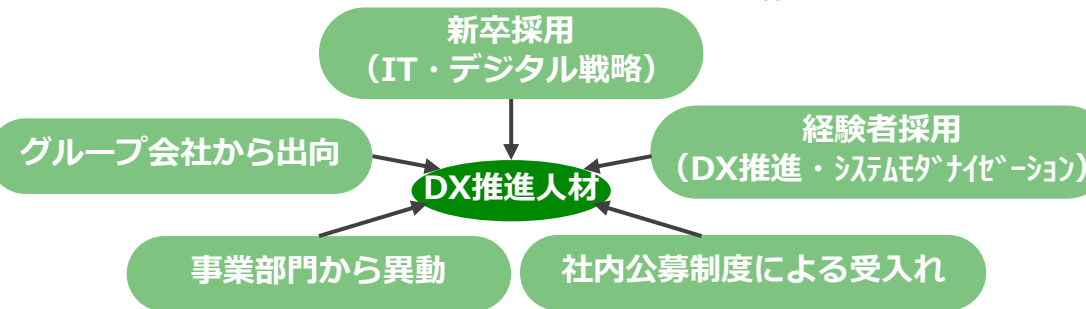 新卒採用
（IT・デジタル戦略）
グループ会社から出向
経験者採用
（DX推進・ｼｽﾃﾑﾓﾀﾞﾅｲｾﾞｰｼｮﾝ）
DX推進人材
事業部門から異動
社内公募制度による受入れ